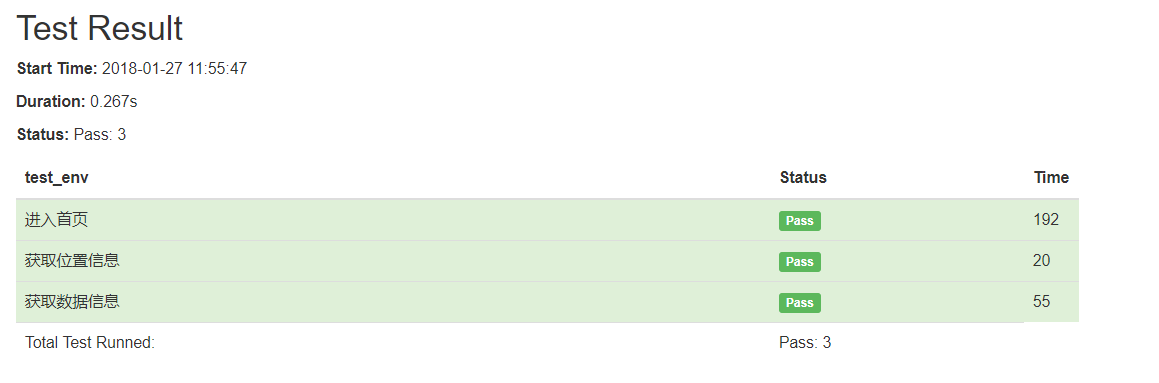 Test Result
Start Time: 2018-01-27 11:55:47
Duration: 0.267s
Status: Pass: 3
test_env Status Time
进入首页 Pass 192
获取位置信息 Pass 20
获取数据信息 Pass 55
Total Test Runned: Pass: 3